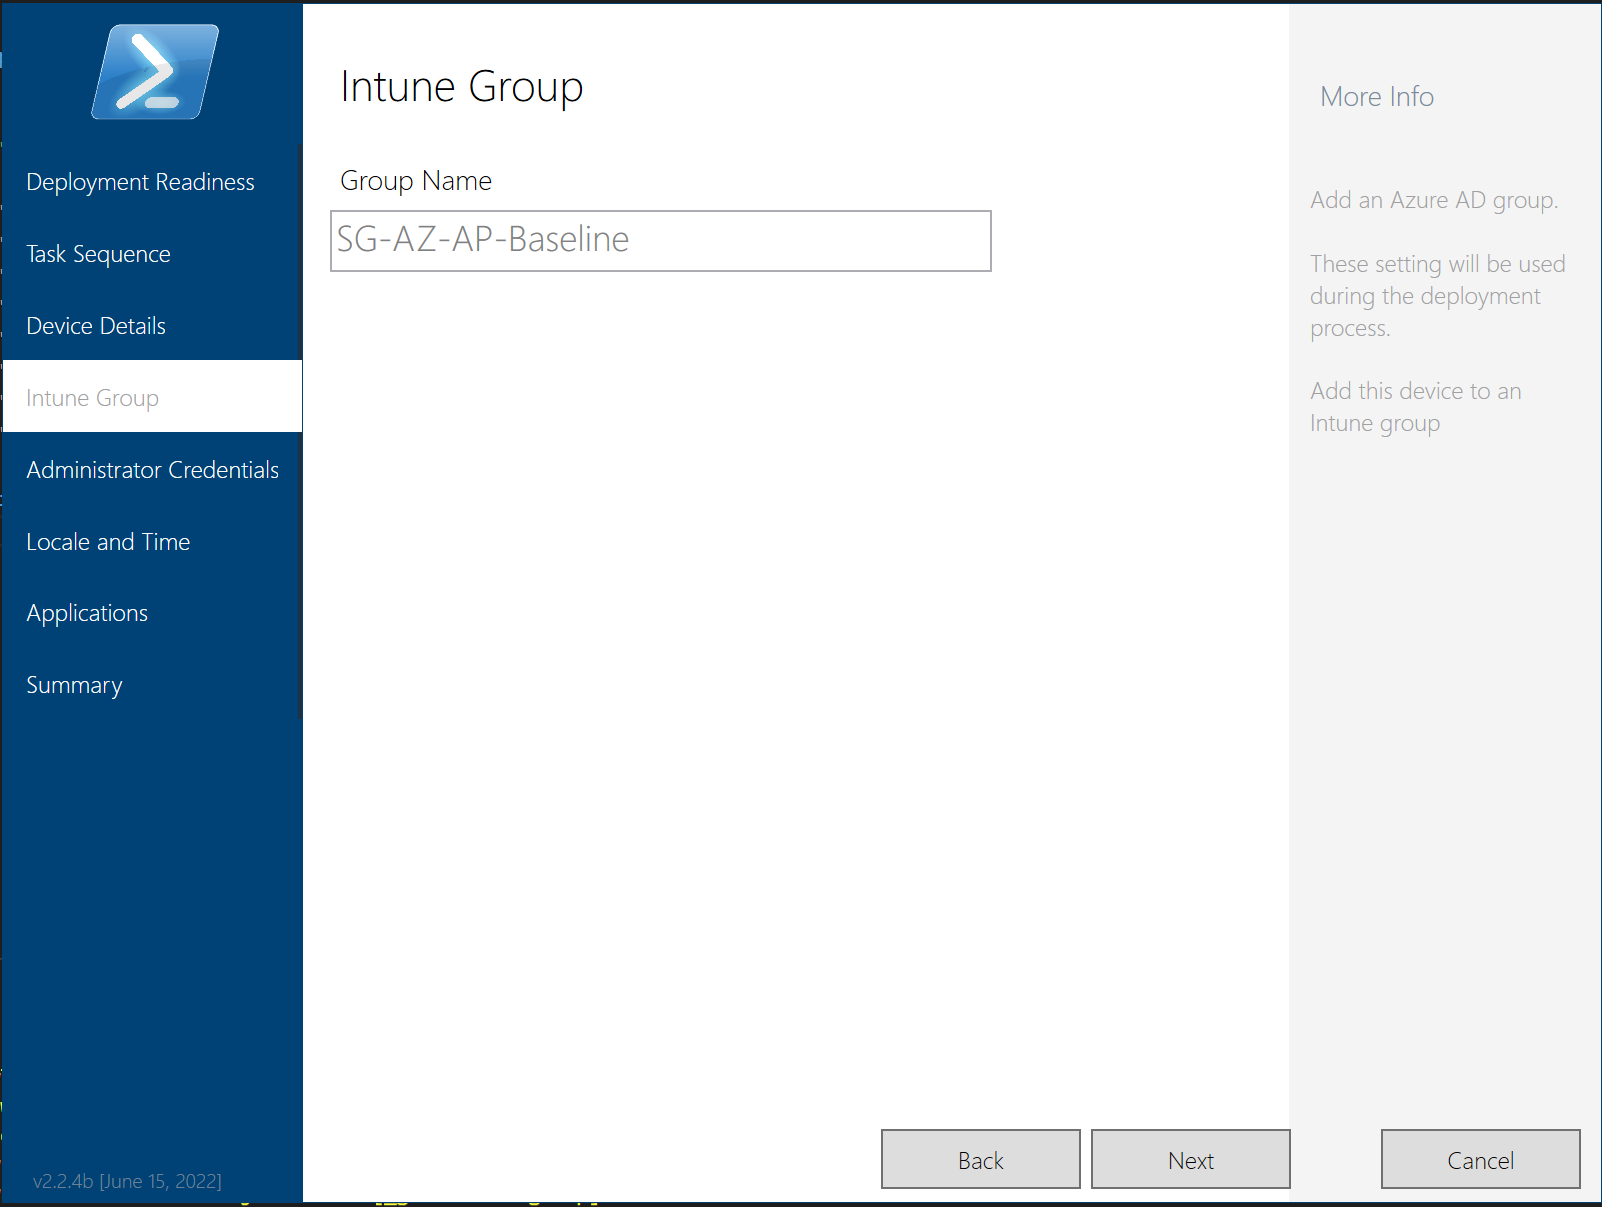 Deployment Readiness
Task Sequence
Device Details
Intune Group
Administrator Credentials
Locale and Time
Applications
Summary
v2.2.4b [June 15, 2022]
Intune Group
Group Name
SG-AZ-AP-Baseline
Back
Next
More Info
Add an Azure AD group.
These setting will be used
during the deployment
process.
Add this device to an
Intune group
Cancel